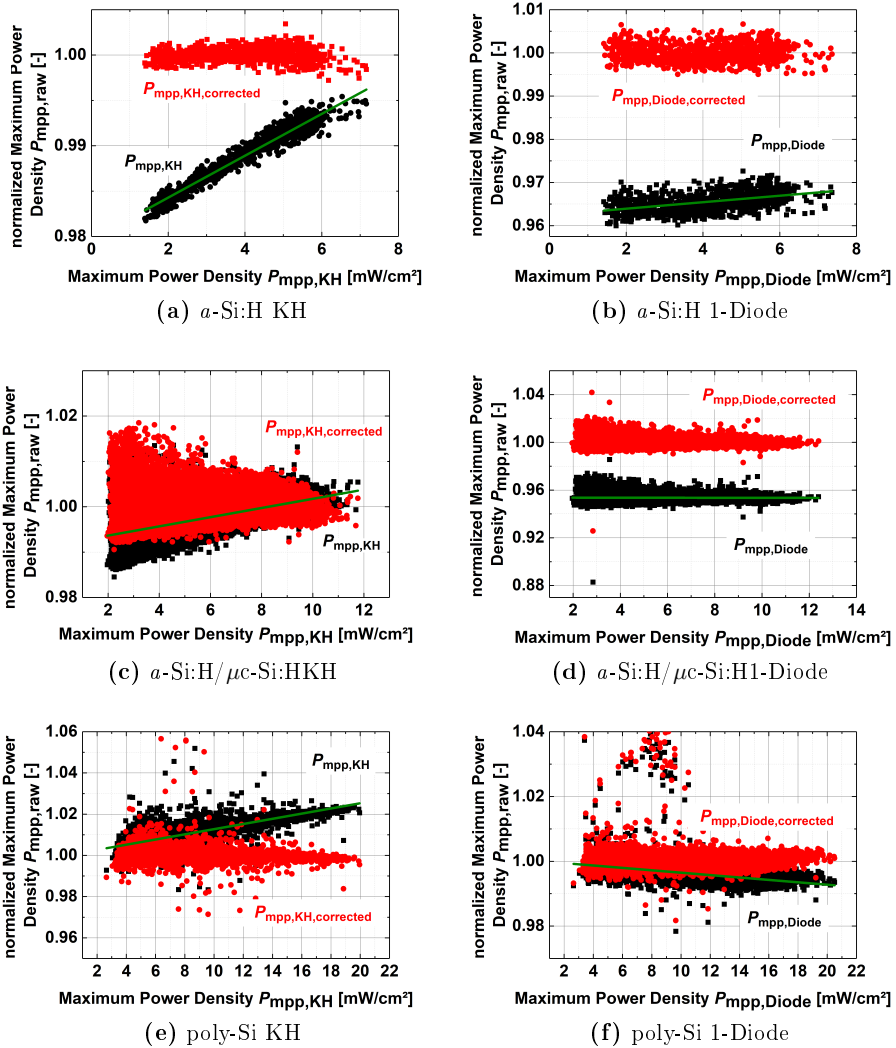 normalized Maximum Power
Density Pmpp,raw [-]
1.00
0.99
0.98
Pmpp,KH,corrected
Pmpp,KH
0 2 4 6 8
Maximum Power Density Pmpp,KH [mW/cm²]
(a) a-Si:H KH
normalized Maximum Power
Density Pmpp,raw [-]
1.01
1.00
0.99
0.98
0.97
0.96
Pmpp,Diode,corrected
Pmpp,Diode
0 2 4 6 8
Maximum Power Density Pmpp,Diode [mW/cm²]
(b) a-Si:H 1-Diode
normalized Maximum Power
Density Pmpp,raw [-]
1.02
1.00
0.98
Pmpp,KH,corrected
Pmpp,KH
2 4 6 8 10 12
Maximum Power Density Pmpp,KH [mW/cm²]
(c) a-Si:H/μc-Si:HKH
normalized Maximum Power
Density Pmpp,raw [-]
1.04
1.00
0.96
0.92
0.88
Pmpp,Diode,corrected
Pmpp,Diode
2 4 6 8 10 12 14
Maximum Power Density Pmpp,Diode [mW/cm²]
(d) a-Si:H/μc-Si:H1-Diode
normalized Maximum Power
Density Pmpp,raw [-]
1.06
1.04
1.02
1.00
0.98
0.96
Pmpp,KH
Pmpp,KH,corrected
2 4 6 8 10 12 14 16 18 20 22
Maximum Power Density Pmpp,KH [mW/cm²]
(e) poly-Si KH
normalized Maximum Power
Density Pmpp,raw [-]
1.04
1.02
1.00
0.98
Pmpp,Diode,corrected
Pmpp,Diode
2 4 6 8 10 12 14 16 18 20 22
Maximum Power Density Pmpp,Diode [mW/cm²]
(f) poly-Si 1-Diode